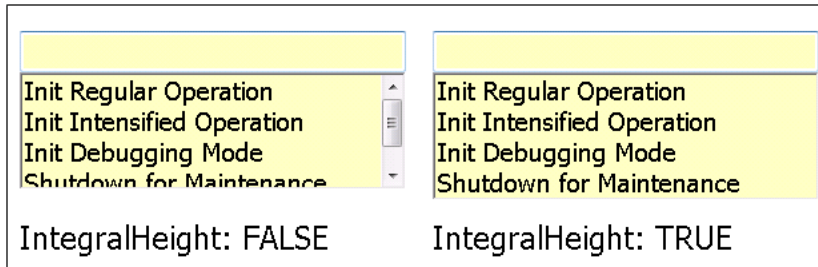 Init Regular Operation
Init Intensified Operation
Init Debugging Mode
Shutdown for Maintenance
IntegralHeight: FALSE
Init Regular Operation
Init Intensified Operation
Init Debugging Mode
Shutdown for Maintenance
IntegralHeight: TRUE